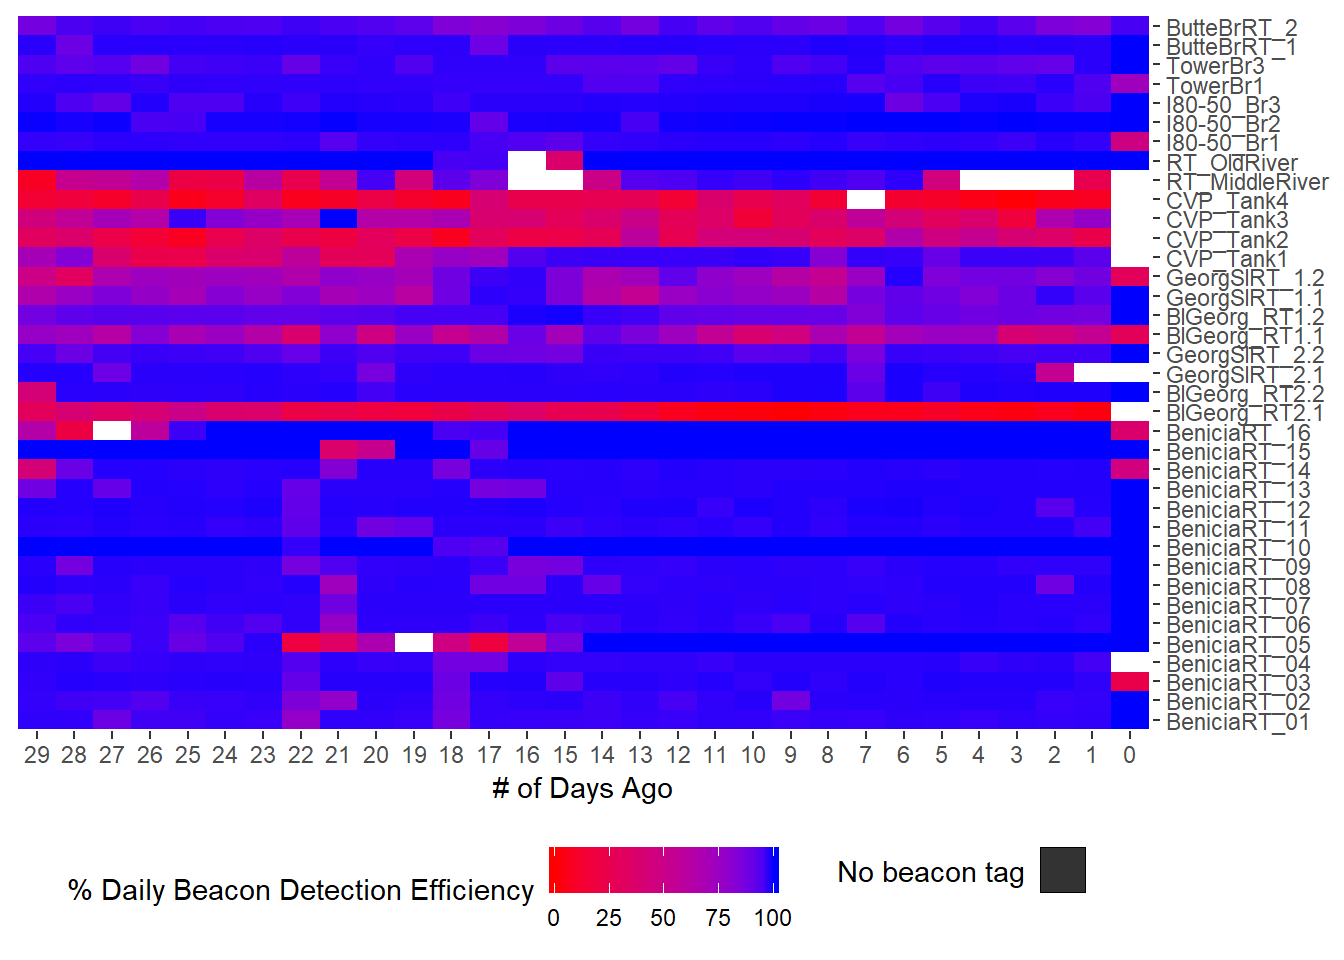 ButteBrRT_2
ButteBrRT_1
TowerBr3
TowerBr1
I80-50_Br3
I80-50_Br2
I80-50_Br1
RT_OldRiver
RT_MiddleRiver
CVP_Tank4
CVP_Tank3
CVP_Tank2
CVP_Tank1
GeorgSlRT_1.2
GeorgSlRT_1.1
BlGeorg_RT1.2
BlGeorg_RT1.1
GeorgSlRT_2.2
GeorgSlRT_2.1
BlGeorg_RT2.2
BlGeorg_RT2.1
BeniciaRT_16
BeniciaRT_15
BeniciaRT_14
BeniciaRT_13
BeniciaRT_12
BeniciaRT_11
BeniciaRT_10
BeniciaRT_09
BeniciaRT_08
BeniciaRT_07
BeniciaRT_06
BeniciaRT_05
BeniciaRT_04
BeniciaRT_03
BeniciaRT_02
BeniciaRT_01
29 28 27 26 25 24 23 22 21 20 19 18 17 16 15 14 13 12 11 10 9 8 7 6 5 4 3 2 1 0
# of Days Ago
% Daily Beacon Detection Efficiency
0 25 50 75 100
No beacon tag